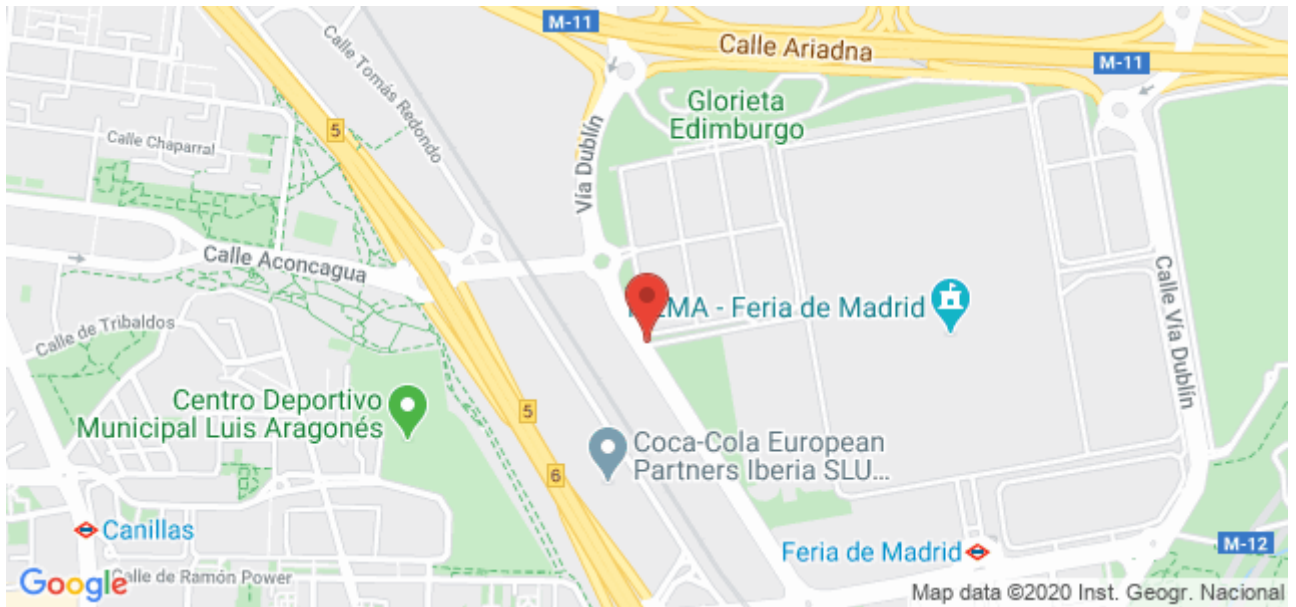 M-11
Calle Ariadna
M-11
Calle Tomás Redondo
Glorieta
Edimburgo
5
Calle Chaparral
Vía Dublín
Calle Aconcagua
Calle Vía Dublín
EMA - Feria de Madrid
Calle de Tribaldos
Centro Deportivo
Municipal Luis Aragonés
5
Coca-Cola European
Partners Iberia SLU...
6
Canillas
Feria de Madrid
M-12
Google
Calle de Ramón Power
Map data ©2020 Inst. Geogr. Nacional